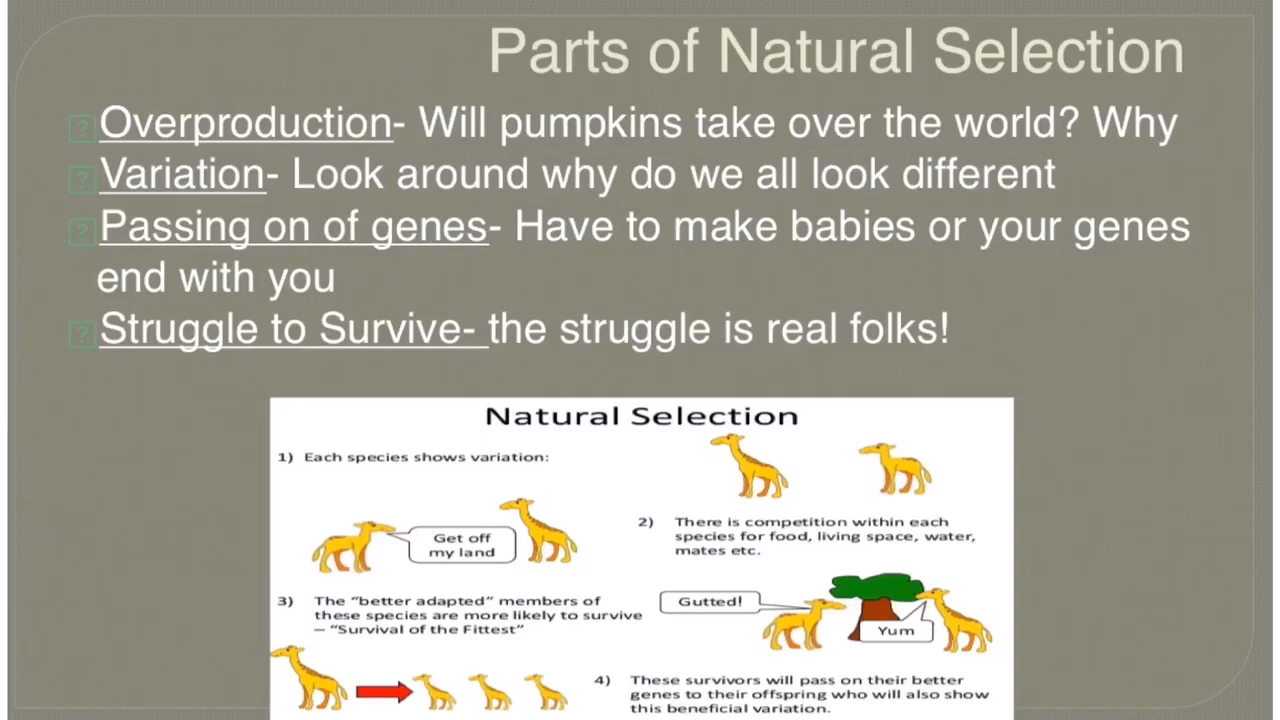 Parts of Natural Selection
Overproduction- Will pumpkins take over the world? Why
Variation- Look around why do we all look different
Passing on of genes- Have to make babies or your genes
end with you
Struggle to Survive- the struggle is real folks!
Natural Selection
1) Each species shows variation:
Get off
my land
2) There is competition within each
species for food, living space, water,
mates etc.
3) The “better adapted” members of
these species are more likely to survive
– “Survival of the Fittest”
Gutted!
Yum
4) These survivors will pass on their better
genes to their offspring who will also show
this beneficial variation.